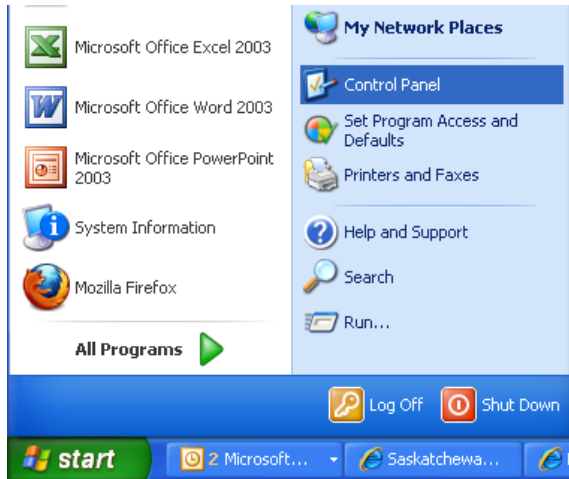 Microsoft Office Excel 2003
Microsoft Office Word 2003
Microsoft Office PowerPoint
2003
System Information
Mozilla Firefox
All Programs
My Network Places
Control Panel
Set Program Access and
Defaults
Printers and Faxes
Help and Support
Search
Run...
Log Off
Shut Down
start
2 Microsoft...
Saskatchewa...